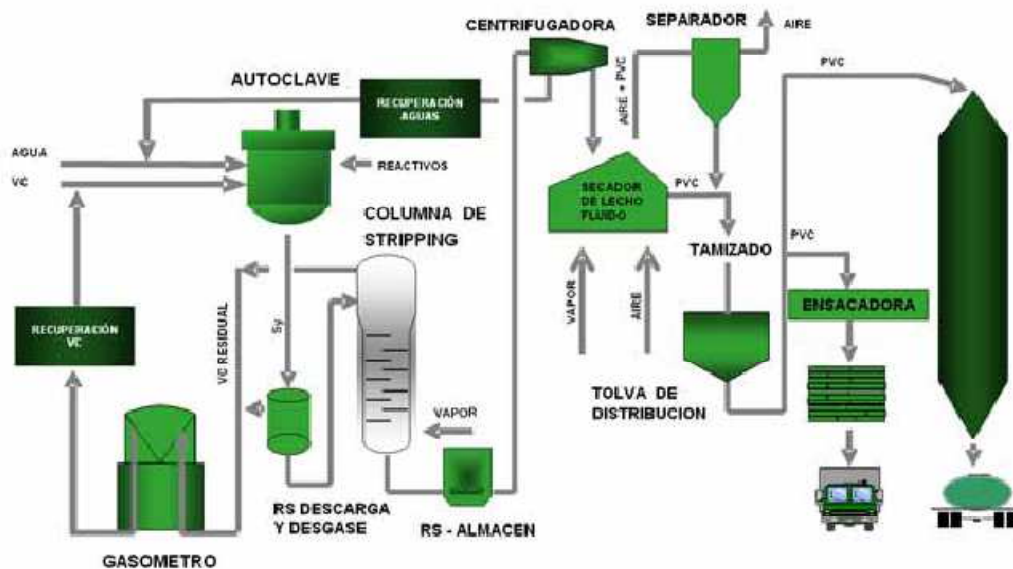 CENTRIFUGADORA
SEPARADOR
AIRE
AUTOCLAVE
RECUPERACIÓN
AGUAS
AIRE + PVC
PVC
AGUA
VC
REACTIVOS
SECADOR
DE LECHO
FLUIDO
PVC
COLUMNA DE
STRIPPING
TAMIZADO
PVC
RECUPERACIÓN
VC
VC RESIDUAL
Sy
VAPOR
AIRE
ENSACADORA
TOLVA DE
DISTRIBUCION
VAPOR
RS DESCARGA
Y DESGASE
RS - ALMACEN
GASOMETRO